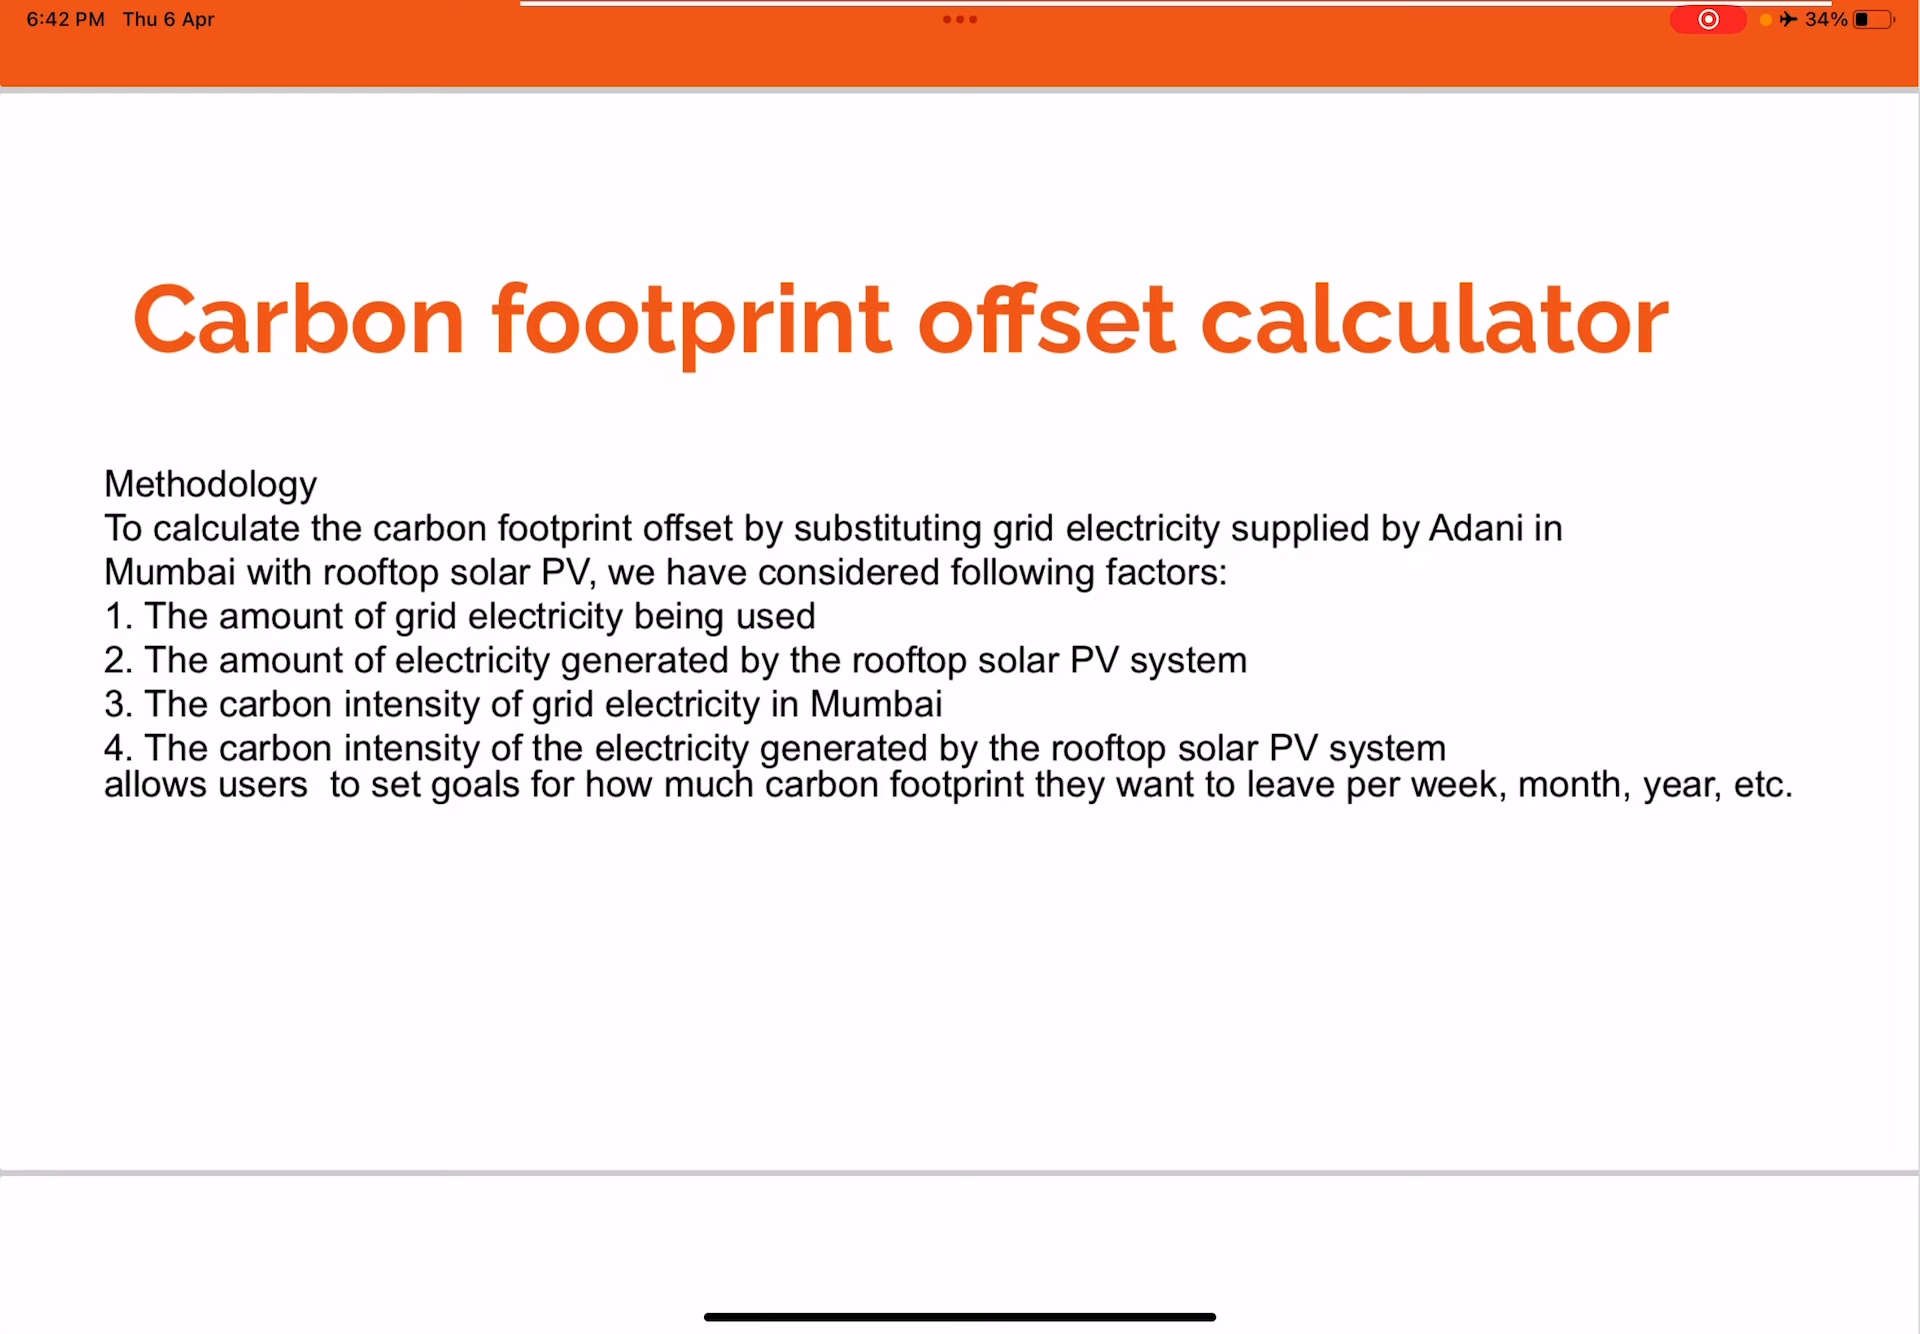 6:42 PM Thu 6 Apr
34%
Carbon footprint offset calculator
Methodology
To calculate the carbon footprint offset by substituting grid electricity supplied by Adani in
Mumbai with rooftop solar PV, we have considered following factors:
1. The amount of grid electricity being used
2. The amount of electricity generated by the rooftop solar PV system
3. The carbon intensity of grid electricity in Mumbai
4. The carbon intensity of the electricity generated by the rooftop solar PV system
allows users  to set goals for how much carbon footprint they want to leave per week, month, year, etc.